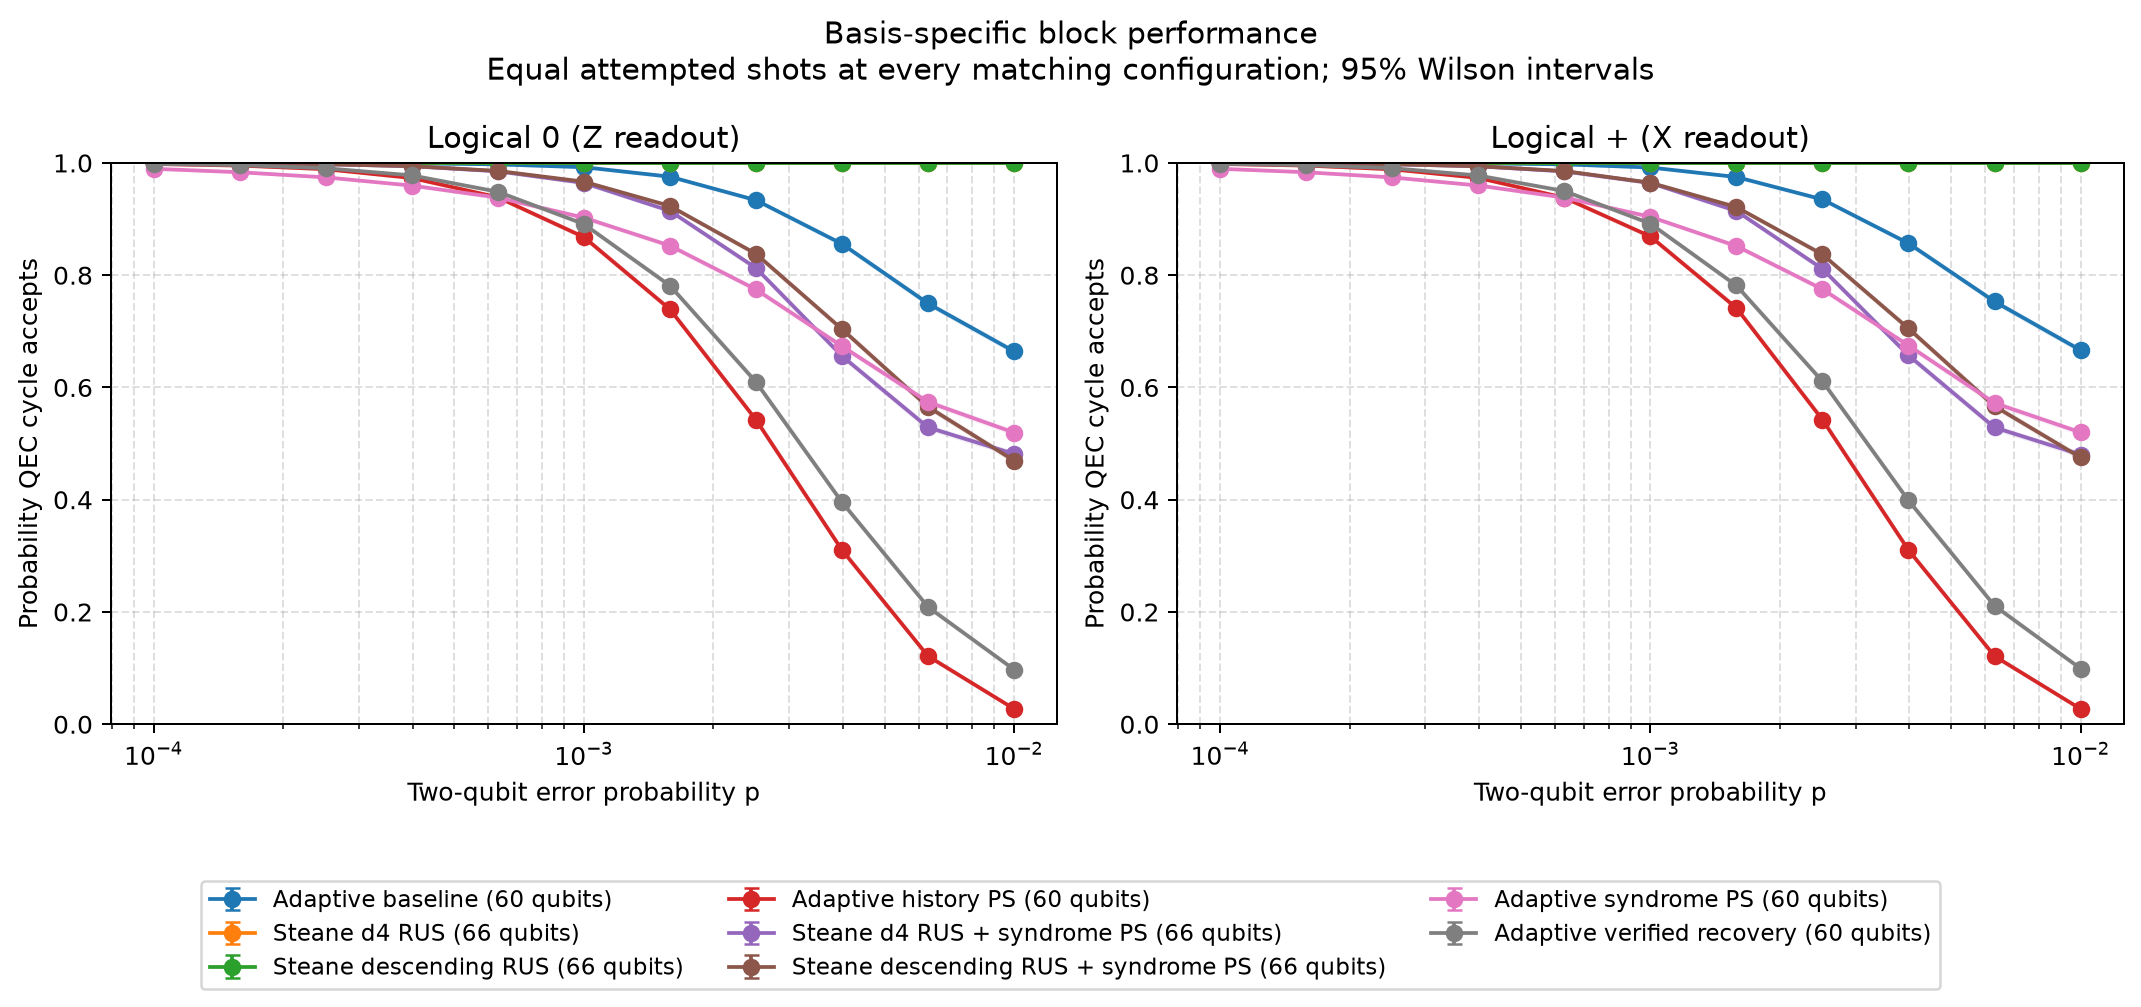 Basis-specific block performance
Equal attempted shots at every matching configuration; 95% Wilson intervals
Logical 0 (Z readout)
Probability QEC cycle accepts
1.0
0.8
0.6
0.4
0.2
0.0
10⁻⁴
10⁻³
10⁻²
Two-qubit error probability p
Logical + (X readout)
Probability QEC cycle accepts
1.0
0.8
0.6
0.4
0.2
0.0
10⁻⁴
10⁻³
10⁻²
Two-qubit error probability p
Adaptive baseline (60 qubits)
Steane d4 RUS (66 qubits)
Steane descending RUS (66 qubits)
Adaptive history PS (60 qubits)
Steane d4 RUS + syndrome PS (66 qubits)
Steane descending RUS + syndrome PS (66 qubits)
Adaptive syndrome PS (60 qubits)
Adaptive verified recovery (60 qubits)